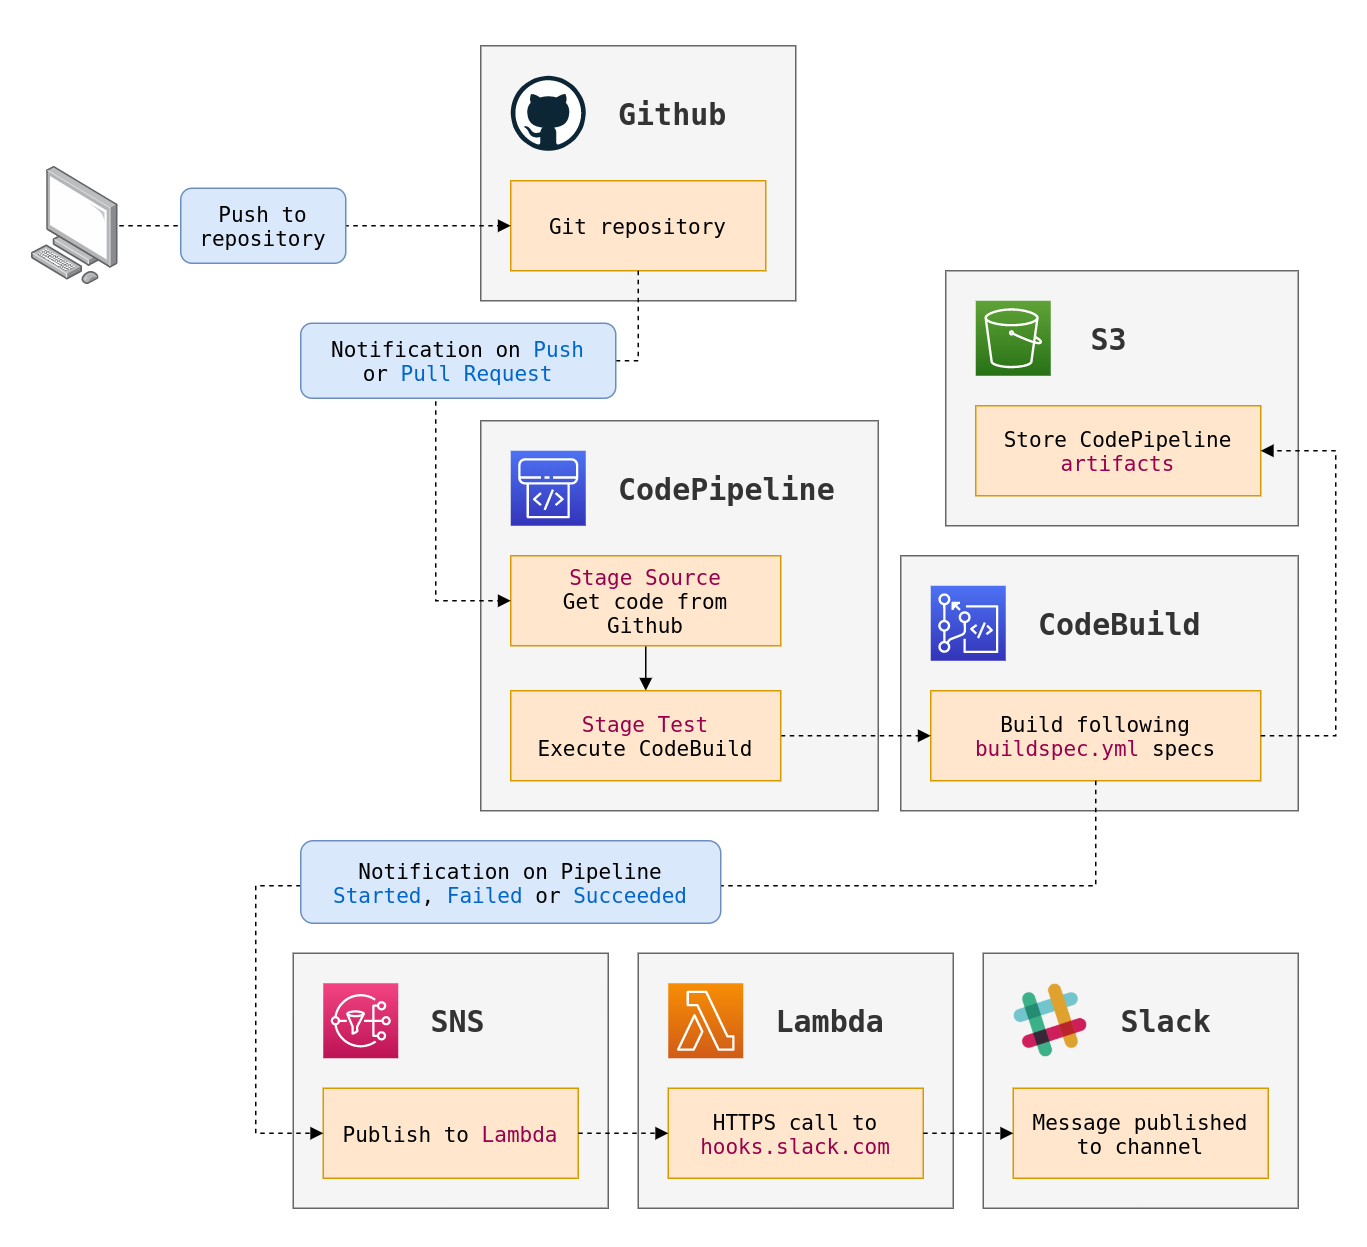 Github
Push to
repository
Git repository
Notification on Push
or Pull Request
S3
Store CodePipeline
artifacts
CodePipeline
Stage Source
Get code from
Github
Stage Test
Execute CodeBuild
CodeBuild
Build following
buildspec.yml specs
Notification on Pipeline
Started, Failed or Succeeded
SNS
Publish to Lambda
Lambda
HTTPS call to
hooks.slack.com
Slack
Message published
to channel